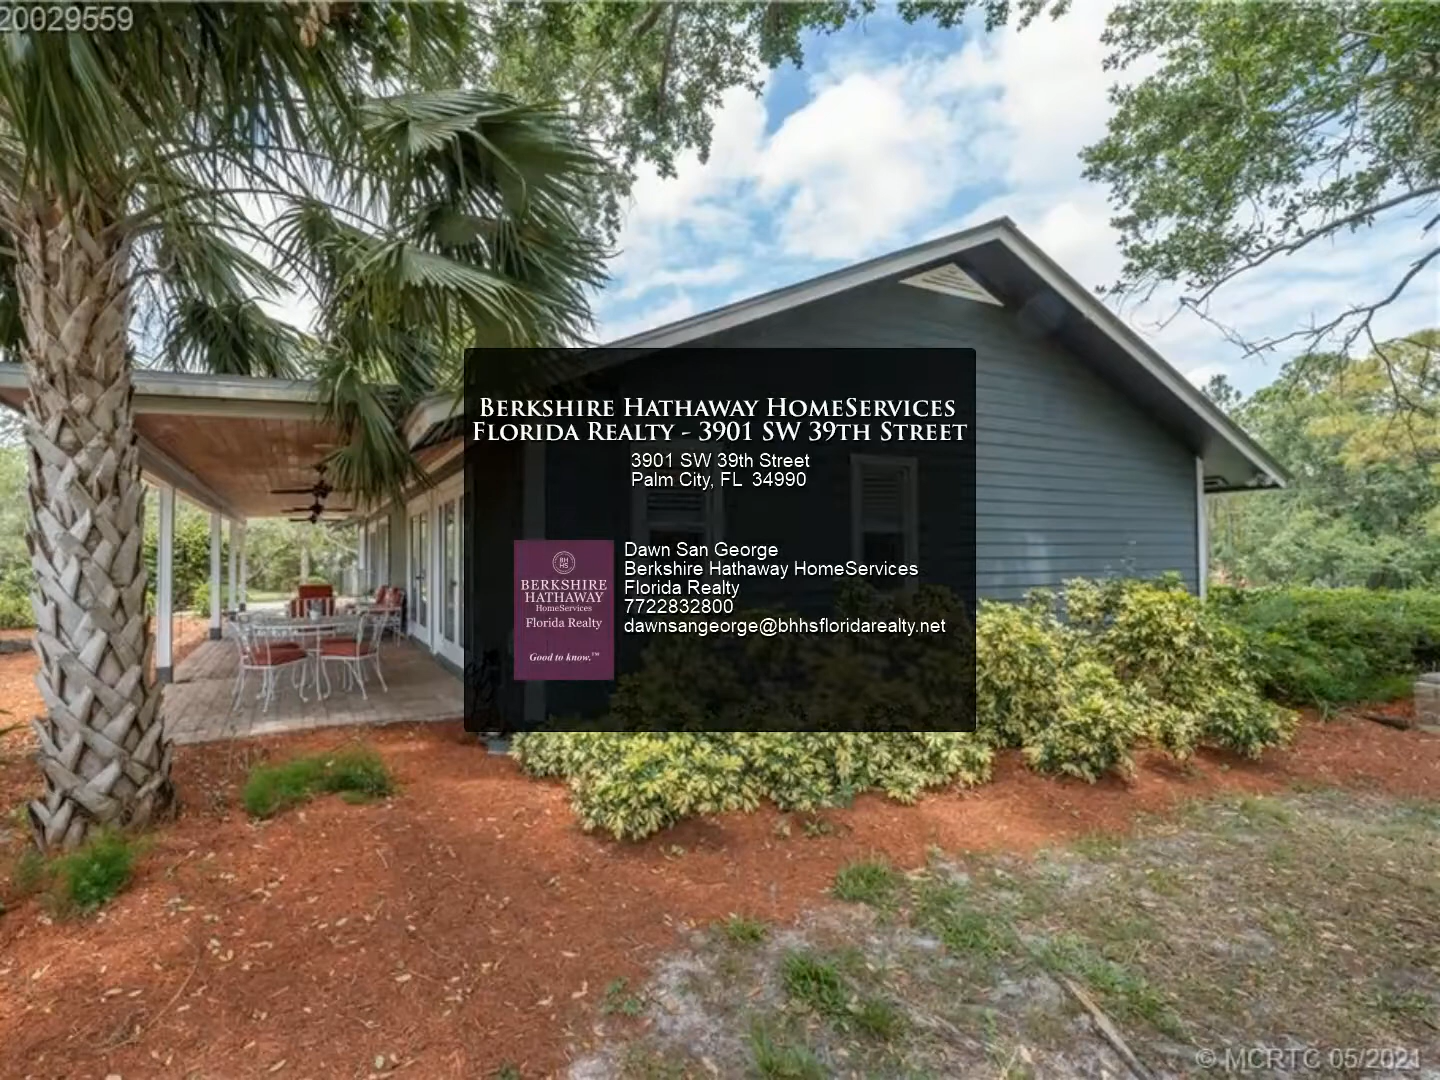 20029559
BERKSHIRE HATHAWAY HOMESERVICES
FLORIDA REALTY - 3901 SW 39TH STREET
3901 SW 39th Street
Palm City, FL 34990
BH
HS
BERKSHIRE
HATHAWAY
HomeServices
Florida Realty
Good to know.™
Dawn San George
Berkshire Hathaway HomeServices
Florida Realty
7722832800
dawnsangeorge@bhhsfloridarealty.net
© MCRTC 05/2021